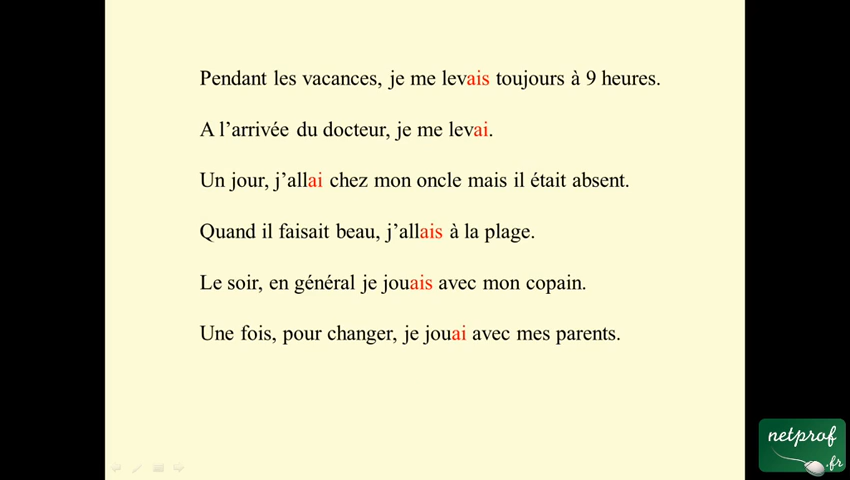 Pendant les vacances, je me levais toujours à 9 heures.
A l’arrivée du docteur, je me levai.
Un jour, j’allai chez mon oncle mais il était absent.
Quand il faisait beau, j’allais à la plage.
Le soir, en général je jouais avec mon copain.
Une fois, pour changer, je jouai avec mes parents.
netprof
.fr